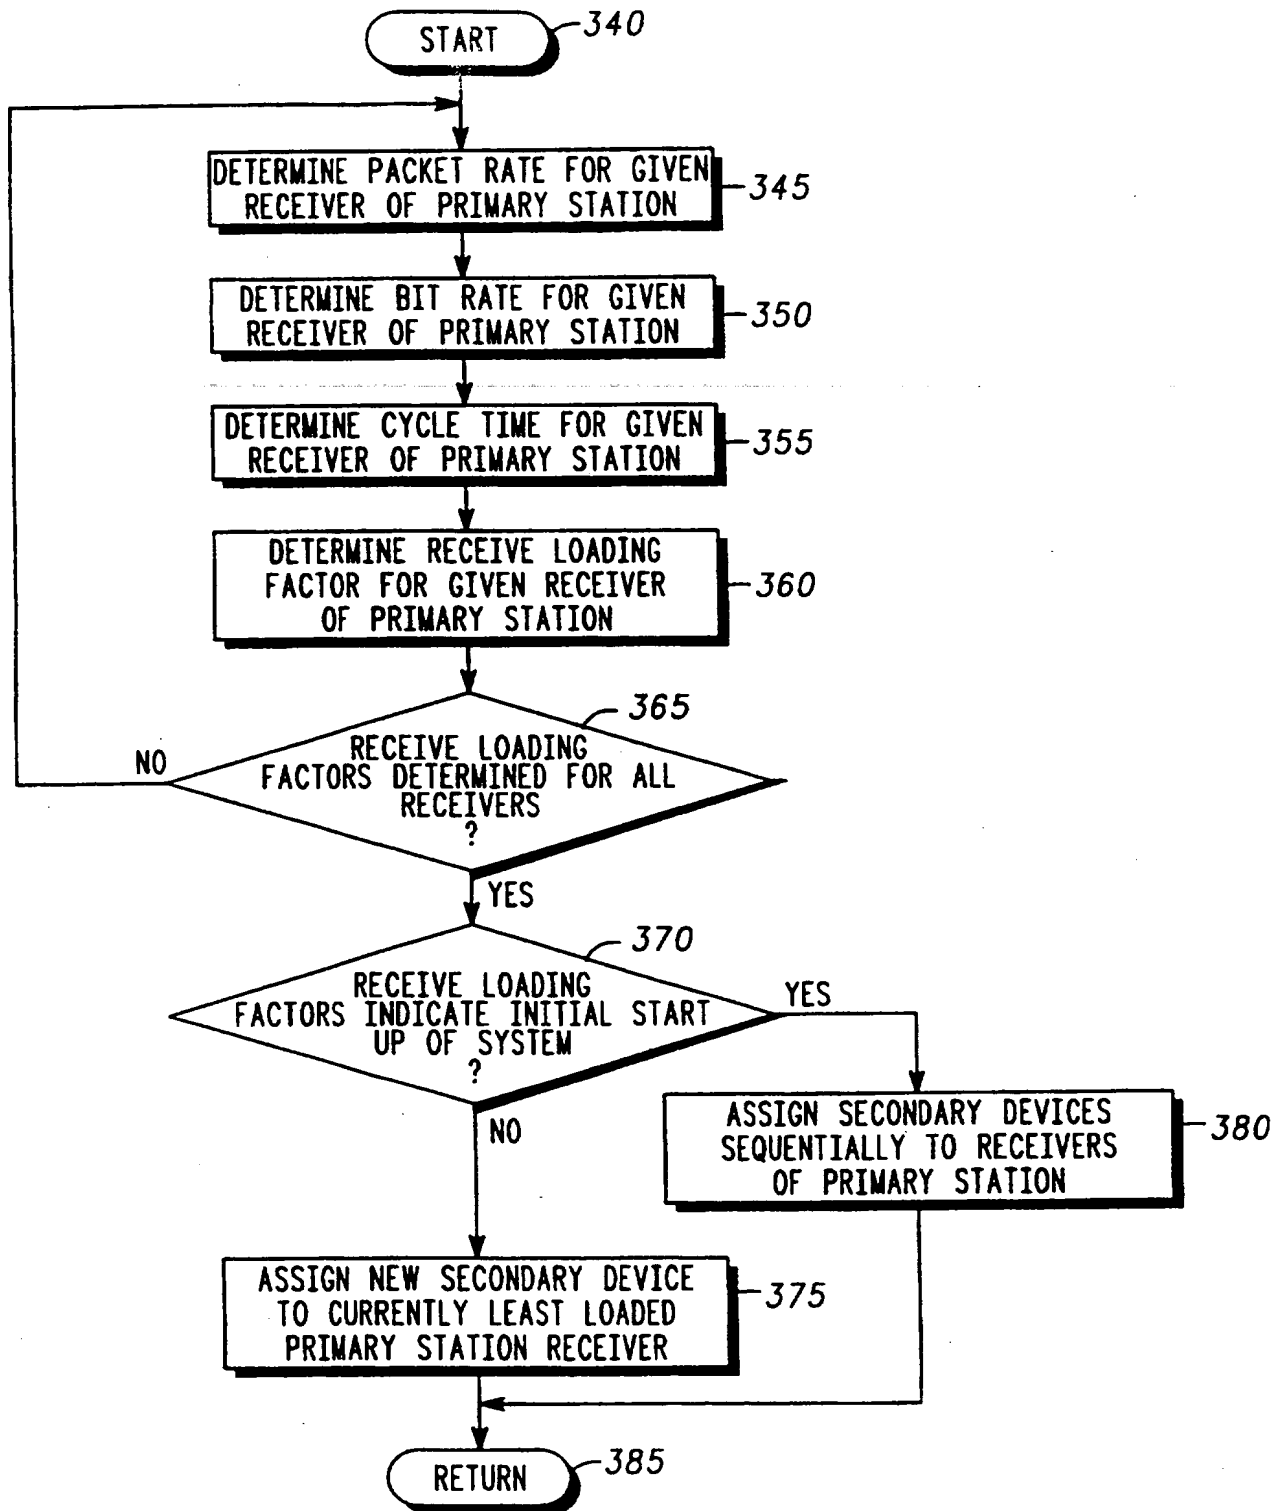 START
340
DETERMINE PACKET RATE FOR GIVEN
RECEIVER OF PRIMARY STATION
345
DETERMINE BIT RATE FOR GIVEN
RECEIVER OF PRIMARY STATION
350
DETERMINE CYCLE TIME FOR GIVEN
RECEIVER OF PRIMARY STATION
355
DETERMINE RECEIVE LOADING
FACTOR FOR GIVEN RECEIVER
OF PRIMARY STATION
360
365
RECEIVE LOADING
FACTORS DETERMINED FOR ALL
RECEIVERS
?
NO
YES
370
RECEIVE LOADING
FACTORS INDICATE INITIAL START
UP OF SYSTEM
?
YES
NO
ASSIGN SECONDARY DEVICES
SEQUENTIALLY TO RECEIVERS
OF PRIMARY STATION
380
ASSIGN NEW SECONDARY DEVICE
TO CURRENTLY LEAST LOADED
PRIMARY STATION RECEIVER
375
RETURN
385